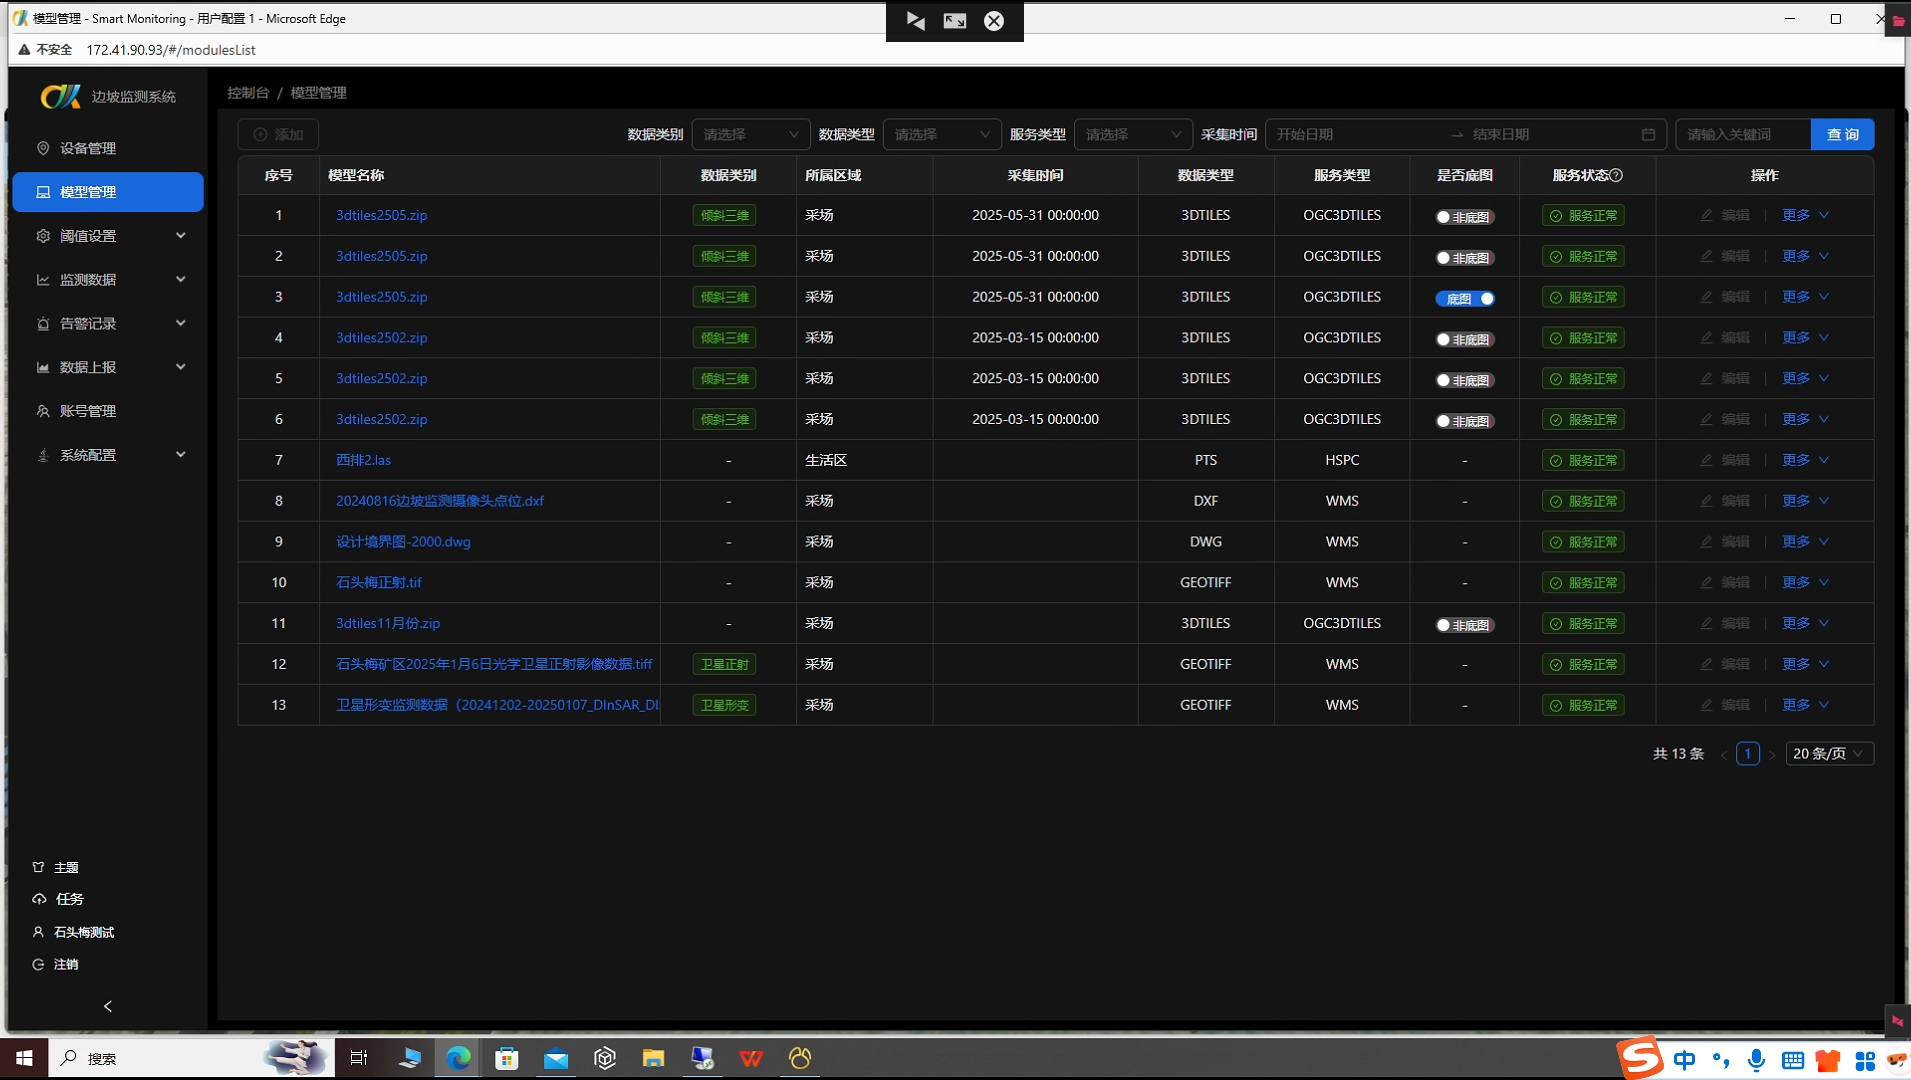 模型管理 - Smart Monitoring - 用户配置 1 - Microsoft Edge
不安全 172.41.90.93/#/modulesList
边坡监测系统
设备管理
模型管理
阈值设置
监测数据
告警记录
数据上报
账号管理
系统配置
主题
任务
石头梅测试
注销
控制台 / 模型管理
添加 数据类别 请选择 数据类型 请选择 服务类型 请选择 采集时间 开始日期 结束日期 请输入关键词 查 询
序号 模型名称 数据类别 所属区域 采集时间 数据类型 服务类型 是否底图 服务状态 操作
1 3dtiles2505.zip 倾斜三维 采场 2025-05-31 00:00:00 3DTILES OGC3DTILES 非底图 服务正常 编辑 更多
2 3dtiles2505.zip 倾斜三维 采场 2025-05-31 00:00:00 3DTILES OGC3DTILES 非底图 服务正常 编辑 更多
3 3dtiles2505.zip 倾斜三维 采场 2025-05-31 00:00:00 3DTILES OGC3DTILES 底图 服务正常 编辑 更多
4 3dtiles2502.zip 倾斜三维 采场 2025-03-15 00:00:00 3DTILES OGC3DTILES 非底图 服务正常 编辑 更多
5 3dtiles2502.zip 倾斜三维 采场 2025-03-15 00:00:00 3DTILES OGC3DTILES 非底图 服务正常 编辑 更多
6 3dtiles2502.zip 倾斜三维 采场 2025-03-15 00:00:00 3DTILES OGC3DTILES 非底图 服务正常 编辑 更多
7 西排2.las - 生活区 PTS HSPC - 服务正常 编辑 更多
8 20240816边坡监测摄像头点位.dxf - 采场 DXF WMS - 服务正常 编辑 更多
9 设计境界图-2000.dwg - 采场 DWG WMS - 服务正常 编辑 更多
10 石头梅正射.tif - 采场 GEOTIFF WMS - 服务正常 编辑 更多
11 3dtiles11月份.zip - 采场 3DTILES OGC3DTILES 非底图 服务正常 编辑 更多
12 石头梅矿区2025年1月6日光学卫星正射影像数据.tiff 卫星正射 采场 GEOTIFF WMS - 服务正常 编辑 更多
13 卫星形变监测数据（20241202-20250107_DInSAR_DI 卫星形变 采场 GEOTIFF WMS - 服务正常 编辑 更多
共 13 条 1 20 条/页
搜索 中